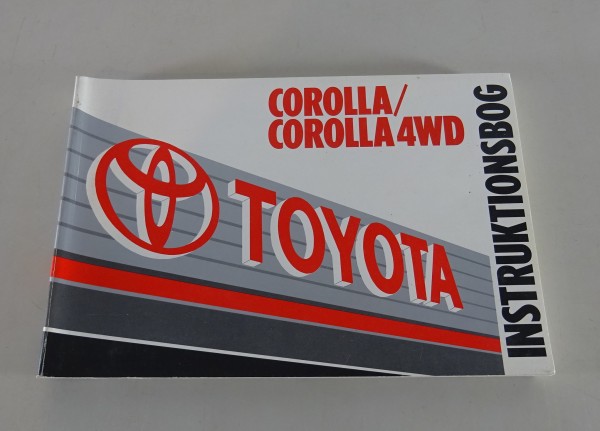 COROLLA/
COROLLA 4WD
TOYOTA
INSTRUKTIONSBOG